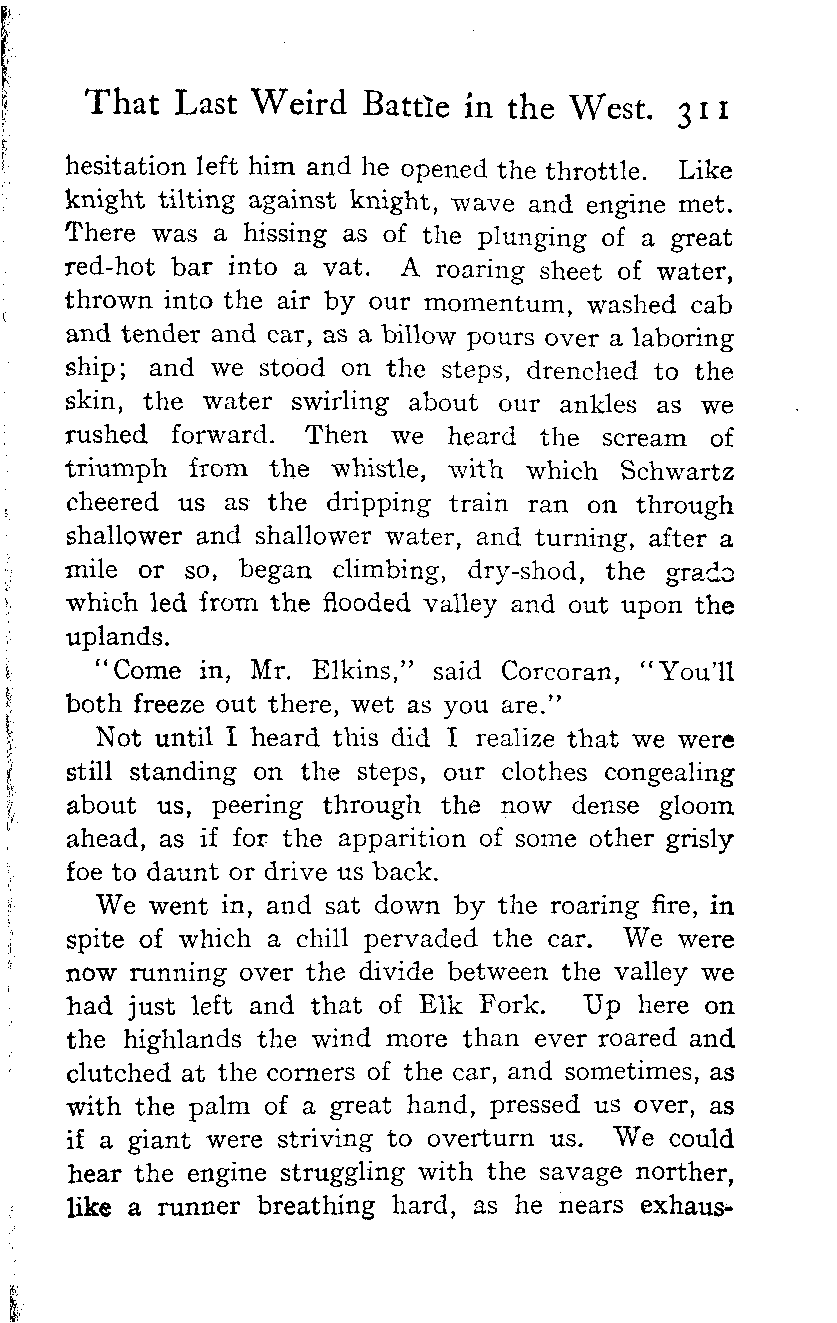 That Last Weird Battle in the West. 311
hesitation left him and he opened the throttle. Like
knight tilting against knight, wave and engine met.
There was a hissing as of the plunging of a great
red-hot bar into a vat. A roaring sheet of water,
thrown into the air by our momentum, washed cab
and tender and car, as a billow pours over a laboring
ship; and we stood on the steps, drenched to the
skin, the water swirling about our ankles as we
rushed forward. Then we heard the scream of
triumph from the whistle, with which Schwartz
cheered us as the dripping train ran on through
shallower and shallower water, and turning, after a
mile or so, began climbing, dry-shod, the grade
which led from the flooded valley and out upon the
uplands.
"Come in, Mr. Elkins," said Corcoran, "You'll
both freeze out there, wet as you are."
Not until I heard this did I realize that we were
still standing on the steps, our clothes congealing
about us, peering through the now dense gloom
ahead, as if for the apparition of some other grisly
foe to daunt or drive us back.
We went in, and sat down by the roaring fire, in
spite of which a chill pervaded the car. We were
now running over the divide between the valley we
had just left and that of Elk Fork. Up here on
the highlands the wind more than ever roared and
clutched at the corners of the car, and sometimes, as
with the palm of a great hand, pressed us over, as
if a giant were striving to overturn us. We could
hear the engine struggling with the savage norther,
like a runner breathing hard, as he nears exhaus-